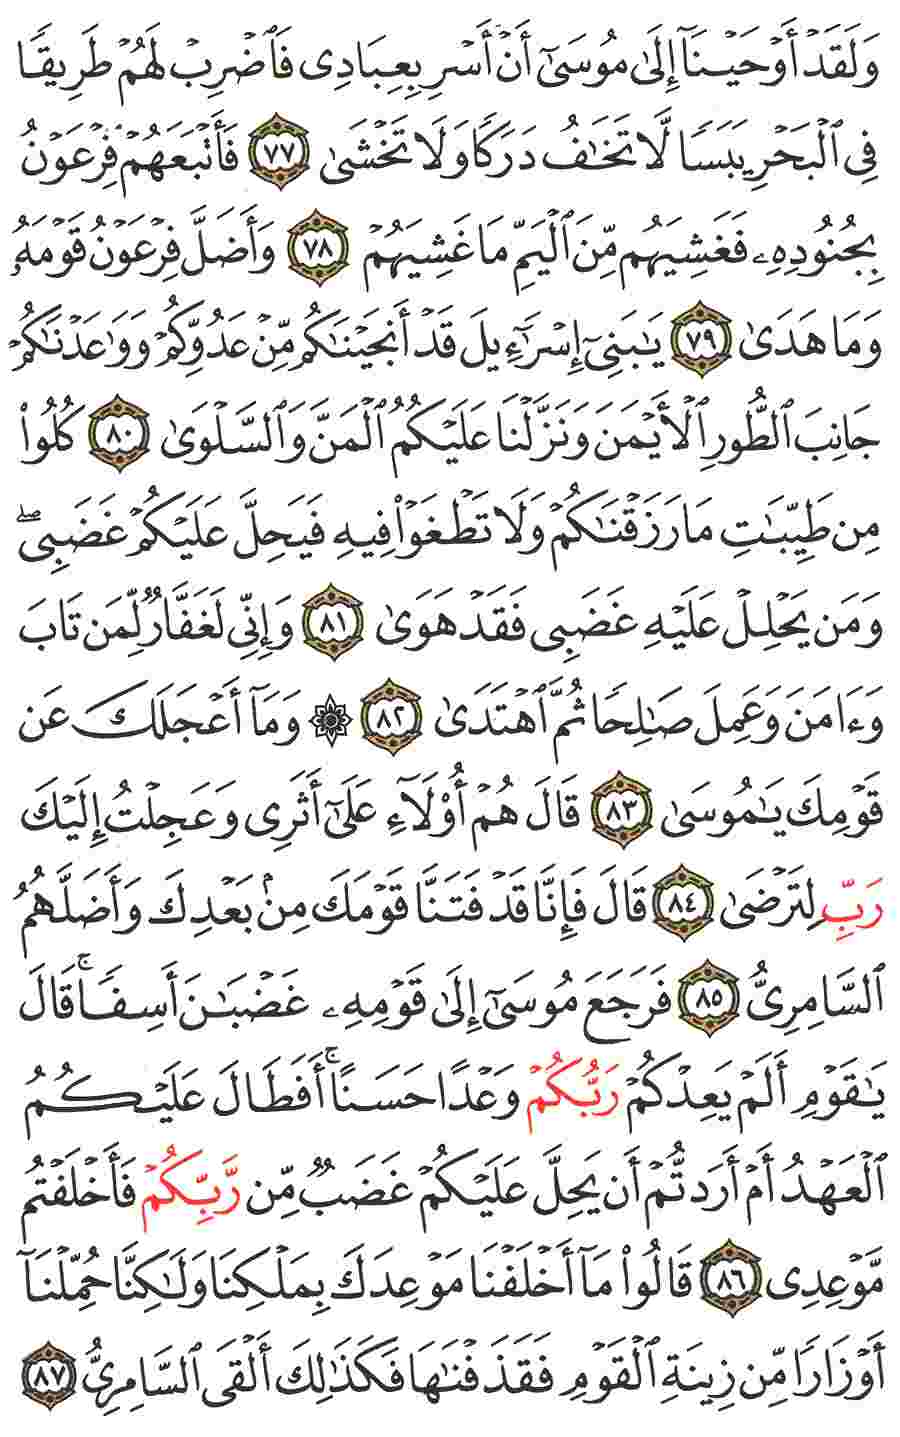 وَلَقَدْ أَوْحَيْنَآ إِلَىٰ مُوسَىٰٓ أَنْ أَسْرِ بِعِبَادِى فَٱضْرِبْ لَهُمْ طَرِيقًا
فِى ٱلْبَحْرِ يَبَسًا لَّا تَخَٰفُ دَرَكًا وَلَا تَخْشَىٰ ٧٧ فَأَتْبَعَهُمْ فِرْعَوْنُ
بِجُنُودِهِۦ فَغَشِيَهُم مِّنَ ٱلْيَمِّ مَا غَشِيَهُمْ ٧٨ وَأَضَلَّ فِرْعَوْنُ قَوْمَهُۥ
وَمَا هَدَىٰ ٧٩ يَٰبَنِىٓ إِسْرَٰٓءِيلَ قَدْ أَنجَيْنَٰكُم مِّنْ عَدُوِّكُمْ وَوَٰعَدْنَٰكُمْ
جَانِبَ ٱلطُّورِ ٱلْأَيْمَنَ وَنَزَّلْنَا عَلَيْكُمُ ٱلْمَنَّ وَٱلسَّلْوَىٰ ٨٠ كُلُوا۟
مِن طَيِّبَٰتِ مَا رَزَقْنَٰكُمْ وَلَا تَطْغَوْا۟ فِيهِ فَيَحِلَّ عَلَيْكُمْ غَضَبِى ۖ
وَمَن يَحْلِلْ عَلَيْهِ غَضَبِى فَقَدْ هَوَىٰ ٨١ وَإِنِّى لَغَفَّارٌ لِّمَن تَابَ
وَءَامَنَ وَعَمِلَ صَٰلِحًا ثُمَّ ٱهْتَدَىٰ ٨٢ ۞ وَمَآ أَعْجَلَكَ عَن
قَوْمِكَ يَٰمُوسَىٰ ٨٣ قَالَ هُمْ أُو۟لَآءِ عَلَىٰٓ أَثَرِى وَعَجِلْتُ إِلَيْكَ
رَبِّ لِتَرْضَىٰ ٨٤ قَالَ فَإِنَّا قَدْ فَتَنَّا قَوْمَكَ مِنۢ بَعْدِكَ وَأَضَلَّهُمُ
ٱلسَّامِرِىُّ ٨٥ فَرَجَعَ مُوسَىٰٓ إِلَىٰ قَوْمِهِۦ غَضْبَٰنَ أَسِفًا ۚ قَالَ
يَٰقَوْمِ أَلَمْ يَعِدْكُمْ رَبُّكُمْ وَعْدًا حَسَنًا ۚ أَفَطَالَ عَلَيْكُمُ
ٱلْعَهْدُ أَمْ أَرَدتُّمْ أَن يَحِلَّ عَلَيْكُمْ غَضَبٌ مِّن رَّبِّكُمْ فَأَخْلَفْتُم
مَّوْعِدِى ٨٦ قَالُوا۟ مَآ أَخْلَفْنَا مَوْعِدَكَ بِمَلْكِنَا وَلَٰكِنَّا حُمِّلْنَآ
أَوْزَارًا مِّن زِينَةِ ٱلْقَوْمِ فَقَذَفْنَٰهَا فَكَذَٰلِكَ أَلْقَى ٱلسَّامِرِىُّ ٨٧